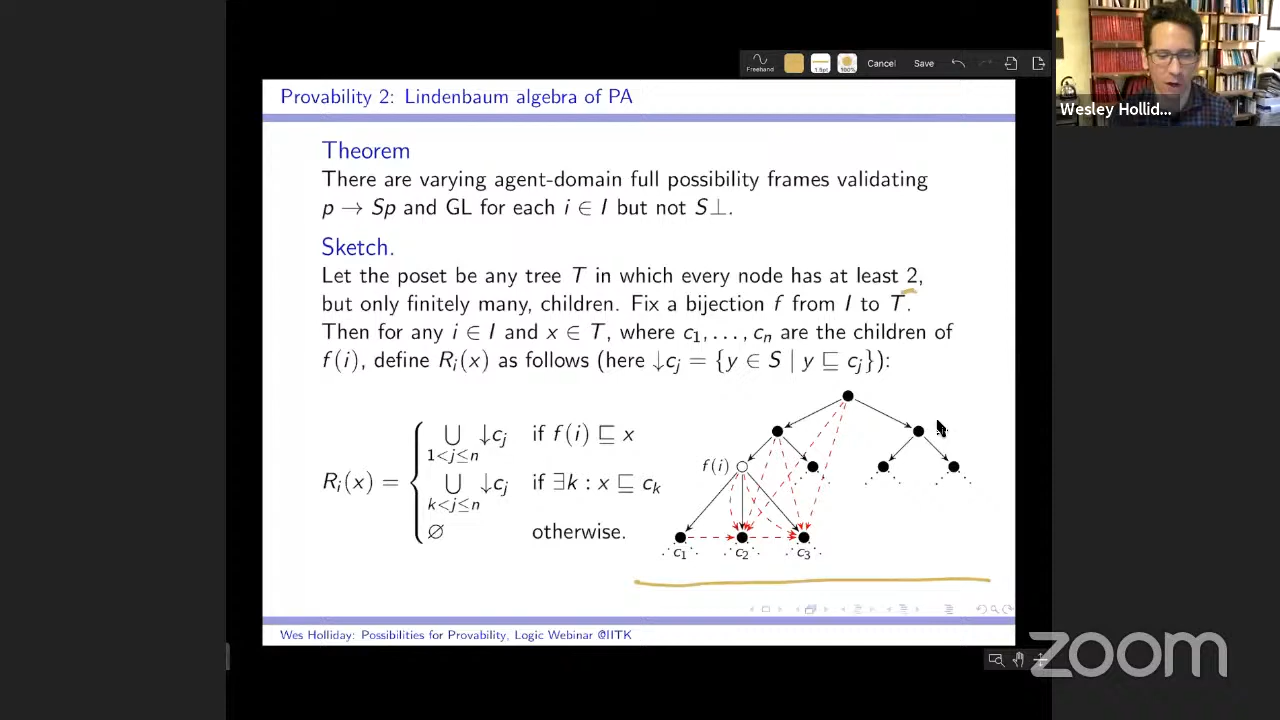 Freehand 1.5pt 100% Cancel Save
Provability 2: Lindenbaum algebra of PA
Wesley Hollid...
Theorem
There are varying agent-domain full possibility frames validating
p → Sp and GL for each i ∈ I but not S⊥.
Sketch.
Let the poset be any tree T in which every node has at least 2,
but only finitely many, children. Fix a bijection f from I to T.
Then for any i ∈ I and x ∈ T, where c₁, . . . , cₙ are the children of
f(i), define Rᵢ(x) as follows (here ↓cⱼ = {y ∈ S | y ⊑ cⱼ}):
Rᵢ(x) =
⋃ 1<j≤n ↓cⱼ if f(i) ⊑ x
⋃ k<j≤n ↓cⱼ if ∃k : x ⊑ cₖ
∅ otherwise.
f(i)
c₁ c₂ c₃
Wes Holliday: Possibilities for Provability, Logic Webinar @IITK
zoom